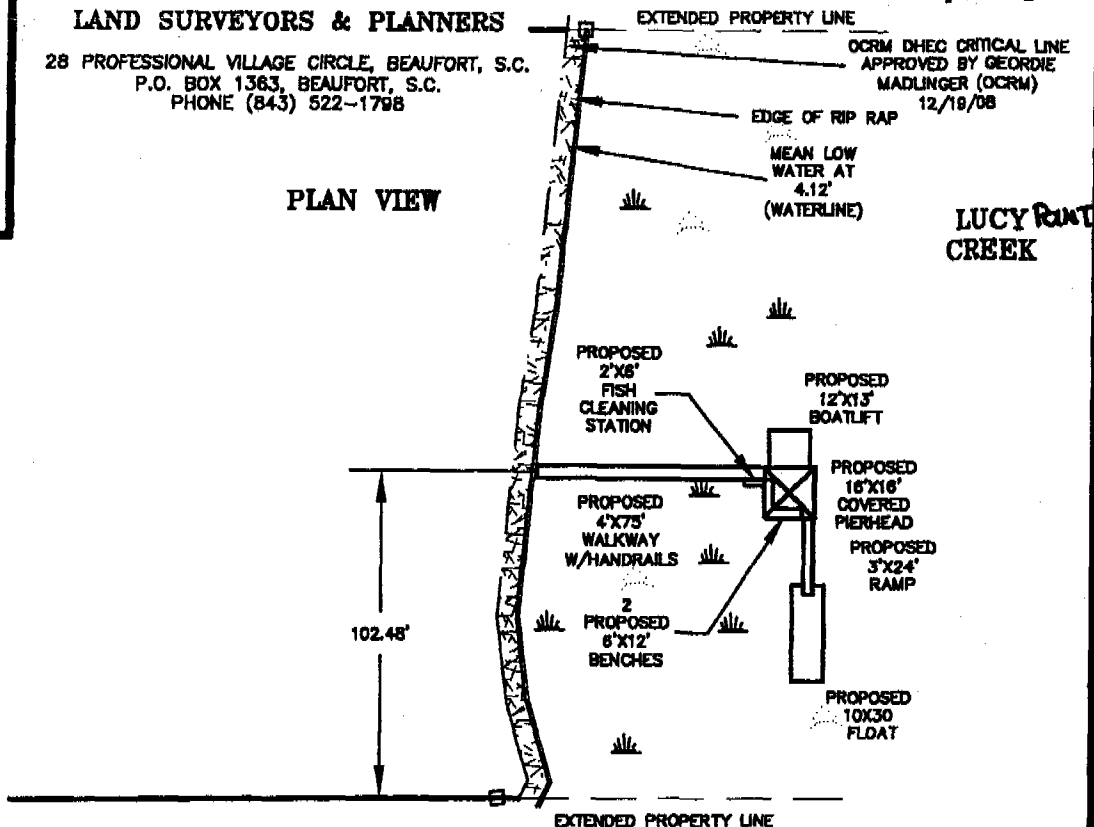 LAND SURVEYORS & PLANNERS
28 PROFESSIONAL VILLAGE CIRCLE, BEAUFORT, S.C.
P.O. BOX 1363, BEAUFORT, S.C.
PHONE (843) 522-1798
EXTENDED PROPERTY LINE
OCRM DHEC CRITICAL LINE
APPROVED BY GEORDIE
MADLINGER (OCRM)
12/19/08
EDGE OF RIP RAP
MEAN LOW
WATER AT
4.12'
(WATERLINE)
PLAN VIEW
LUCY POINT
CREEK
PROPOSED
2'X6'
FISH
CLEANING
STATION
PROPOSED
12'X13'
BOATLIFT
PROPOSED
16'X16'
COVERED
PIERHEAD
PROPOSED
4'X75'
WALKWAY
W/HANDRAILS
PROPOSED
3'X24'
RAMP
2
PROPOSED
6'X12'
BENCHES
102.48'
PROPOSED
10X30
FLOAT
EXTENDED PROPERTY LINE